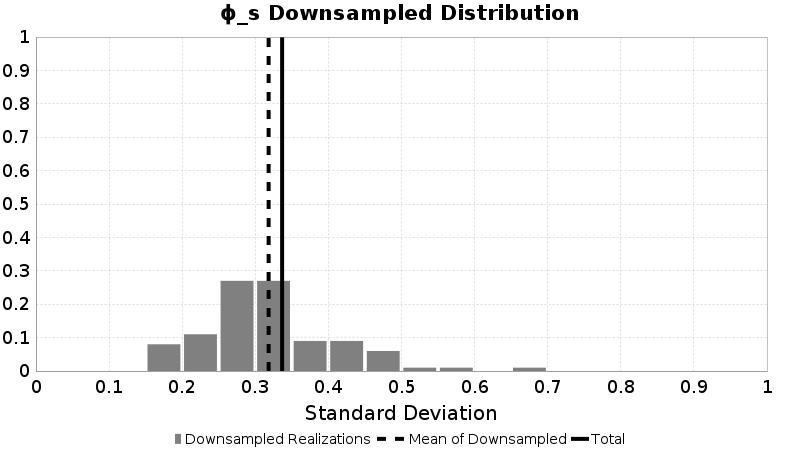 ϕ_s Downsampled Distribution
1
0.9
0.8
0.7
0.6
0.5
0.4
0.3
0.2
0.1
0
0 0.1 0.2 0.3 0.4 0.5 0.6 0.7 0.8 0.9 1
Standard Deviation
Downsampled Realizations Mean of Downsampled Total